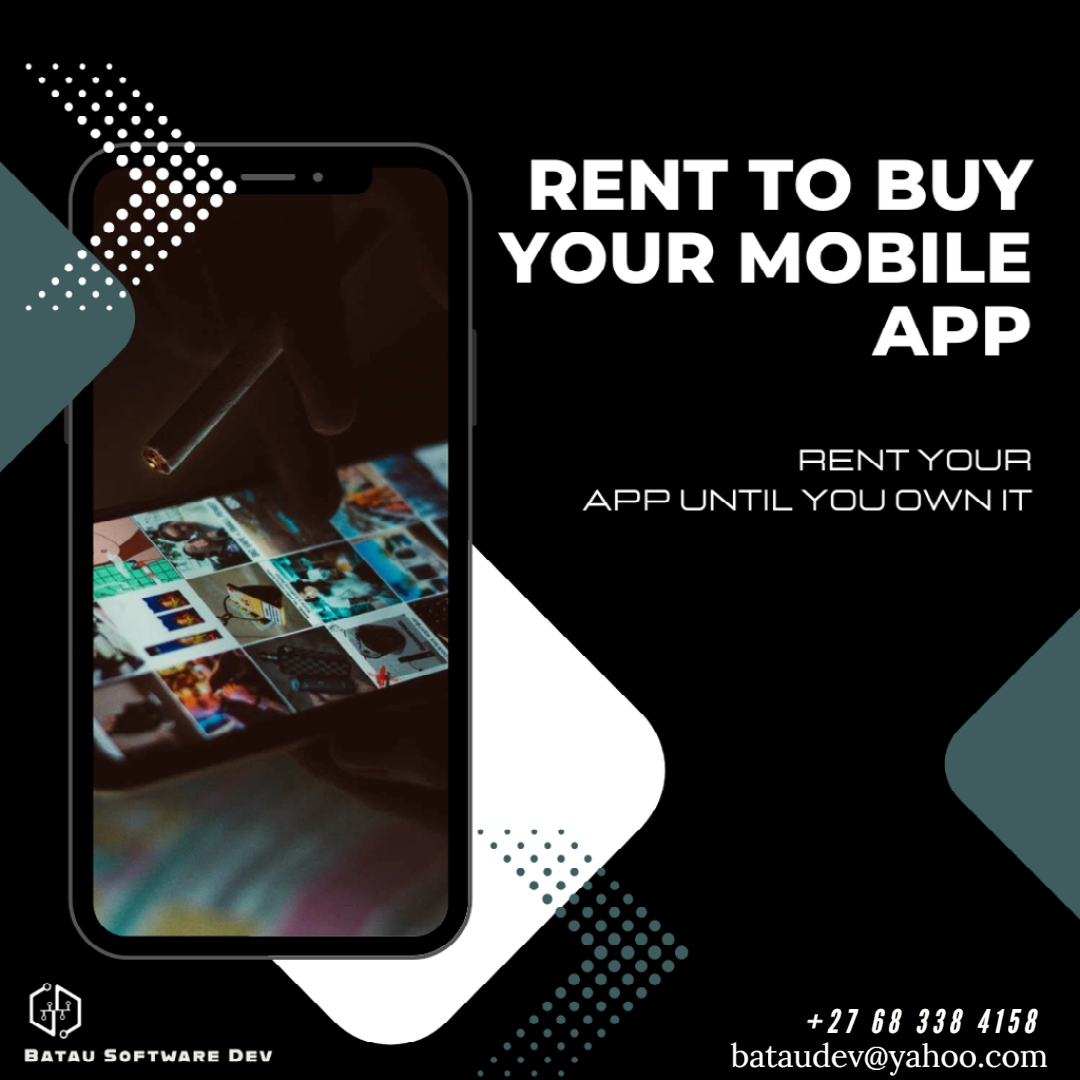 RENT TO BUY
YOUR MOBILE
APP
RENT YOUR
APP UNTIL YOU OWN IT
BATAU SOFTWARE DEV
+27 68 338 4158
bataudev@yahoo.com